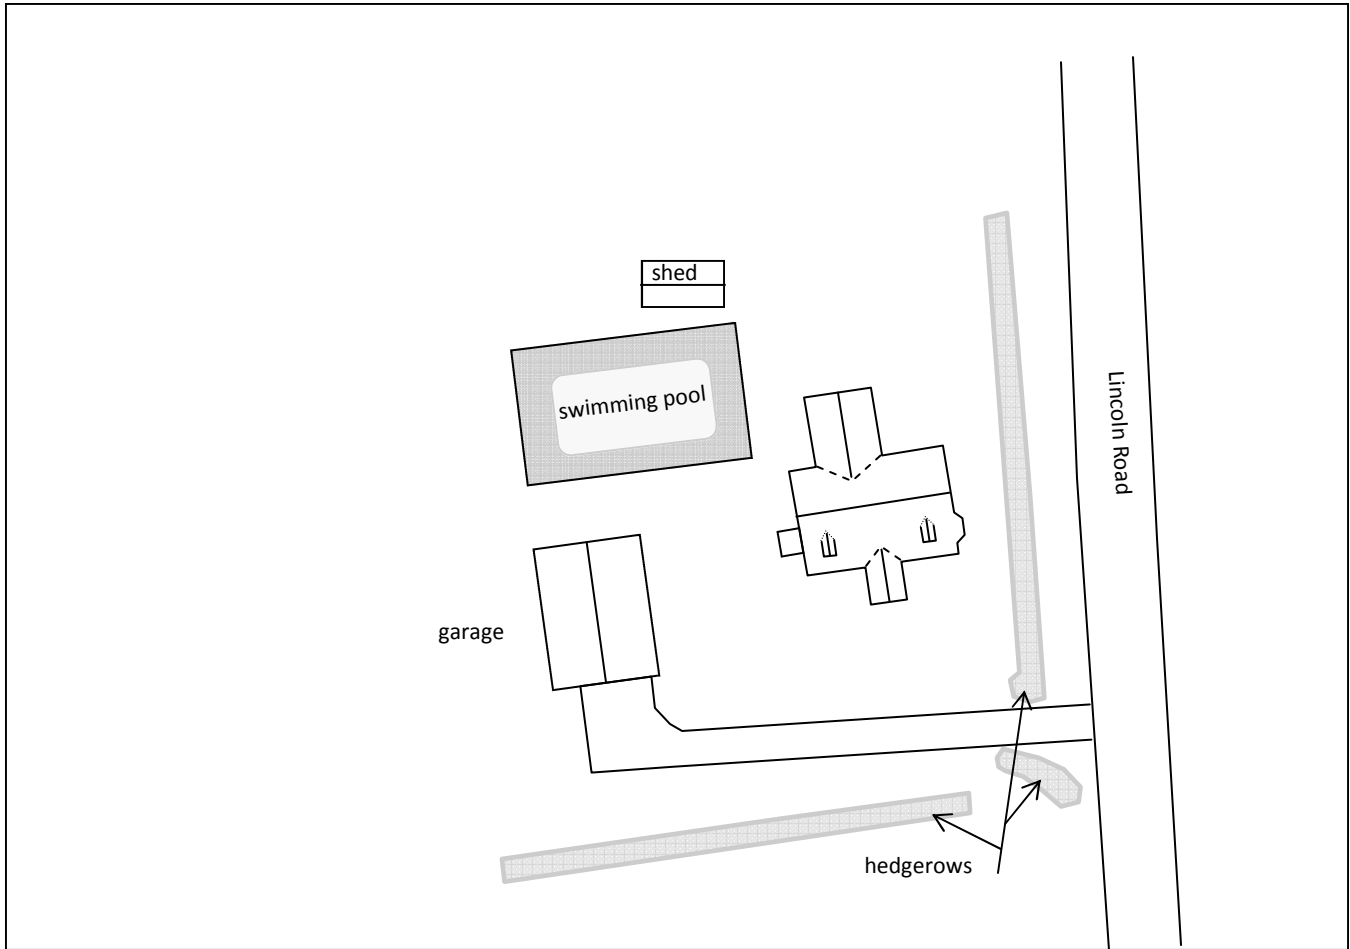 shed
swimming pool
Lincoln Road
garage
hedgerows